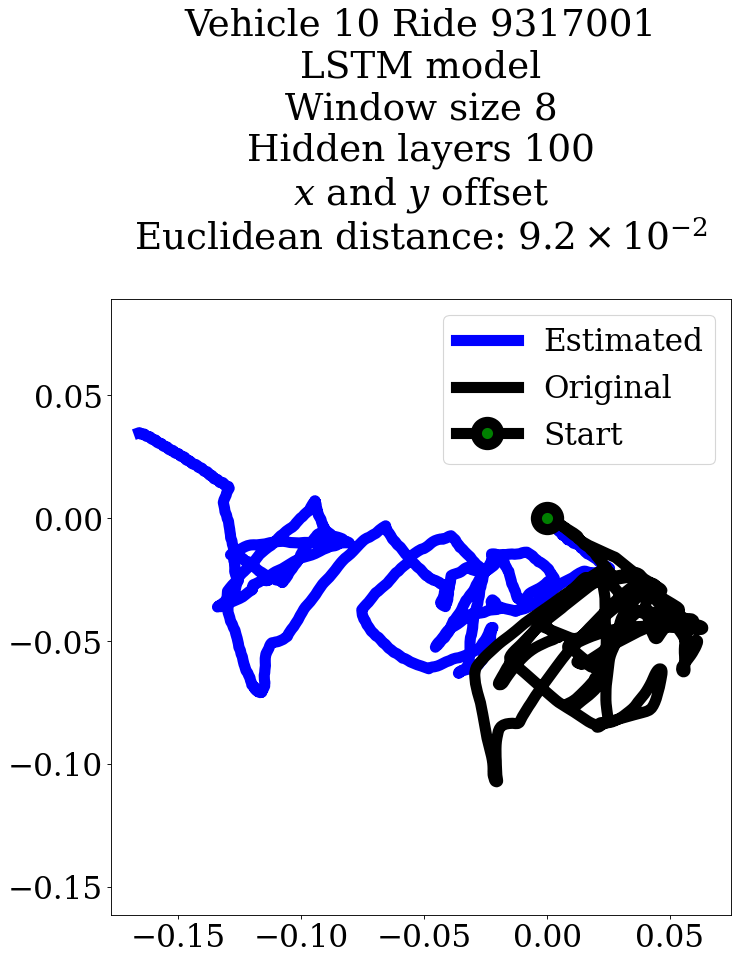 Vehicle 10 Ride 9317001
LSTM model
Window size 8
Hidden layers 100
x and y offset
Euclidean distance: 9.2 × 10⁻²
Estimated
Original
Start
0.05
0.00
−0.05
−0.10
−0.15
−0.15 −0.10 −0.05 0.00 0.05